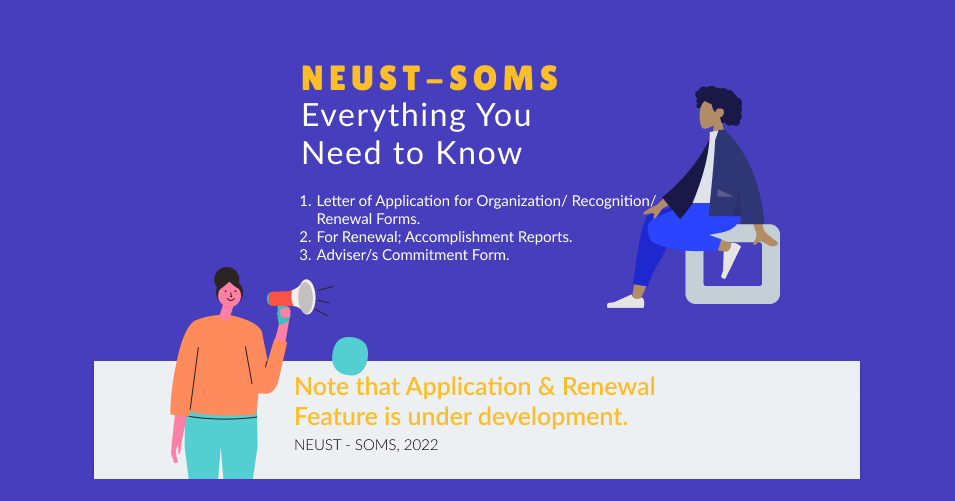 NEUST–SOMS
Everything You
Need to Know
1. Letter of Application for Organization/ Recognition/
Renewal Forms.
2. For Renewal; Accomplishment Reports.
3. Adviser/s Commitment Form.
Note that Application & Renewal
Feature is under development.
NEUST - SOMS, 2022